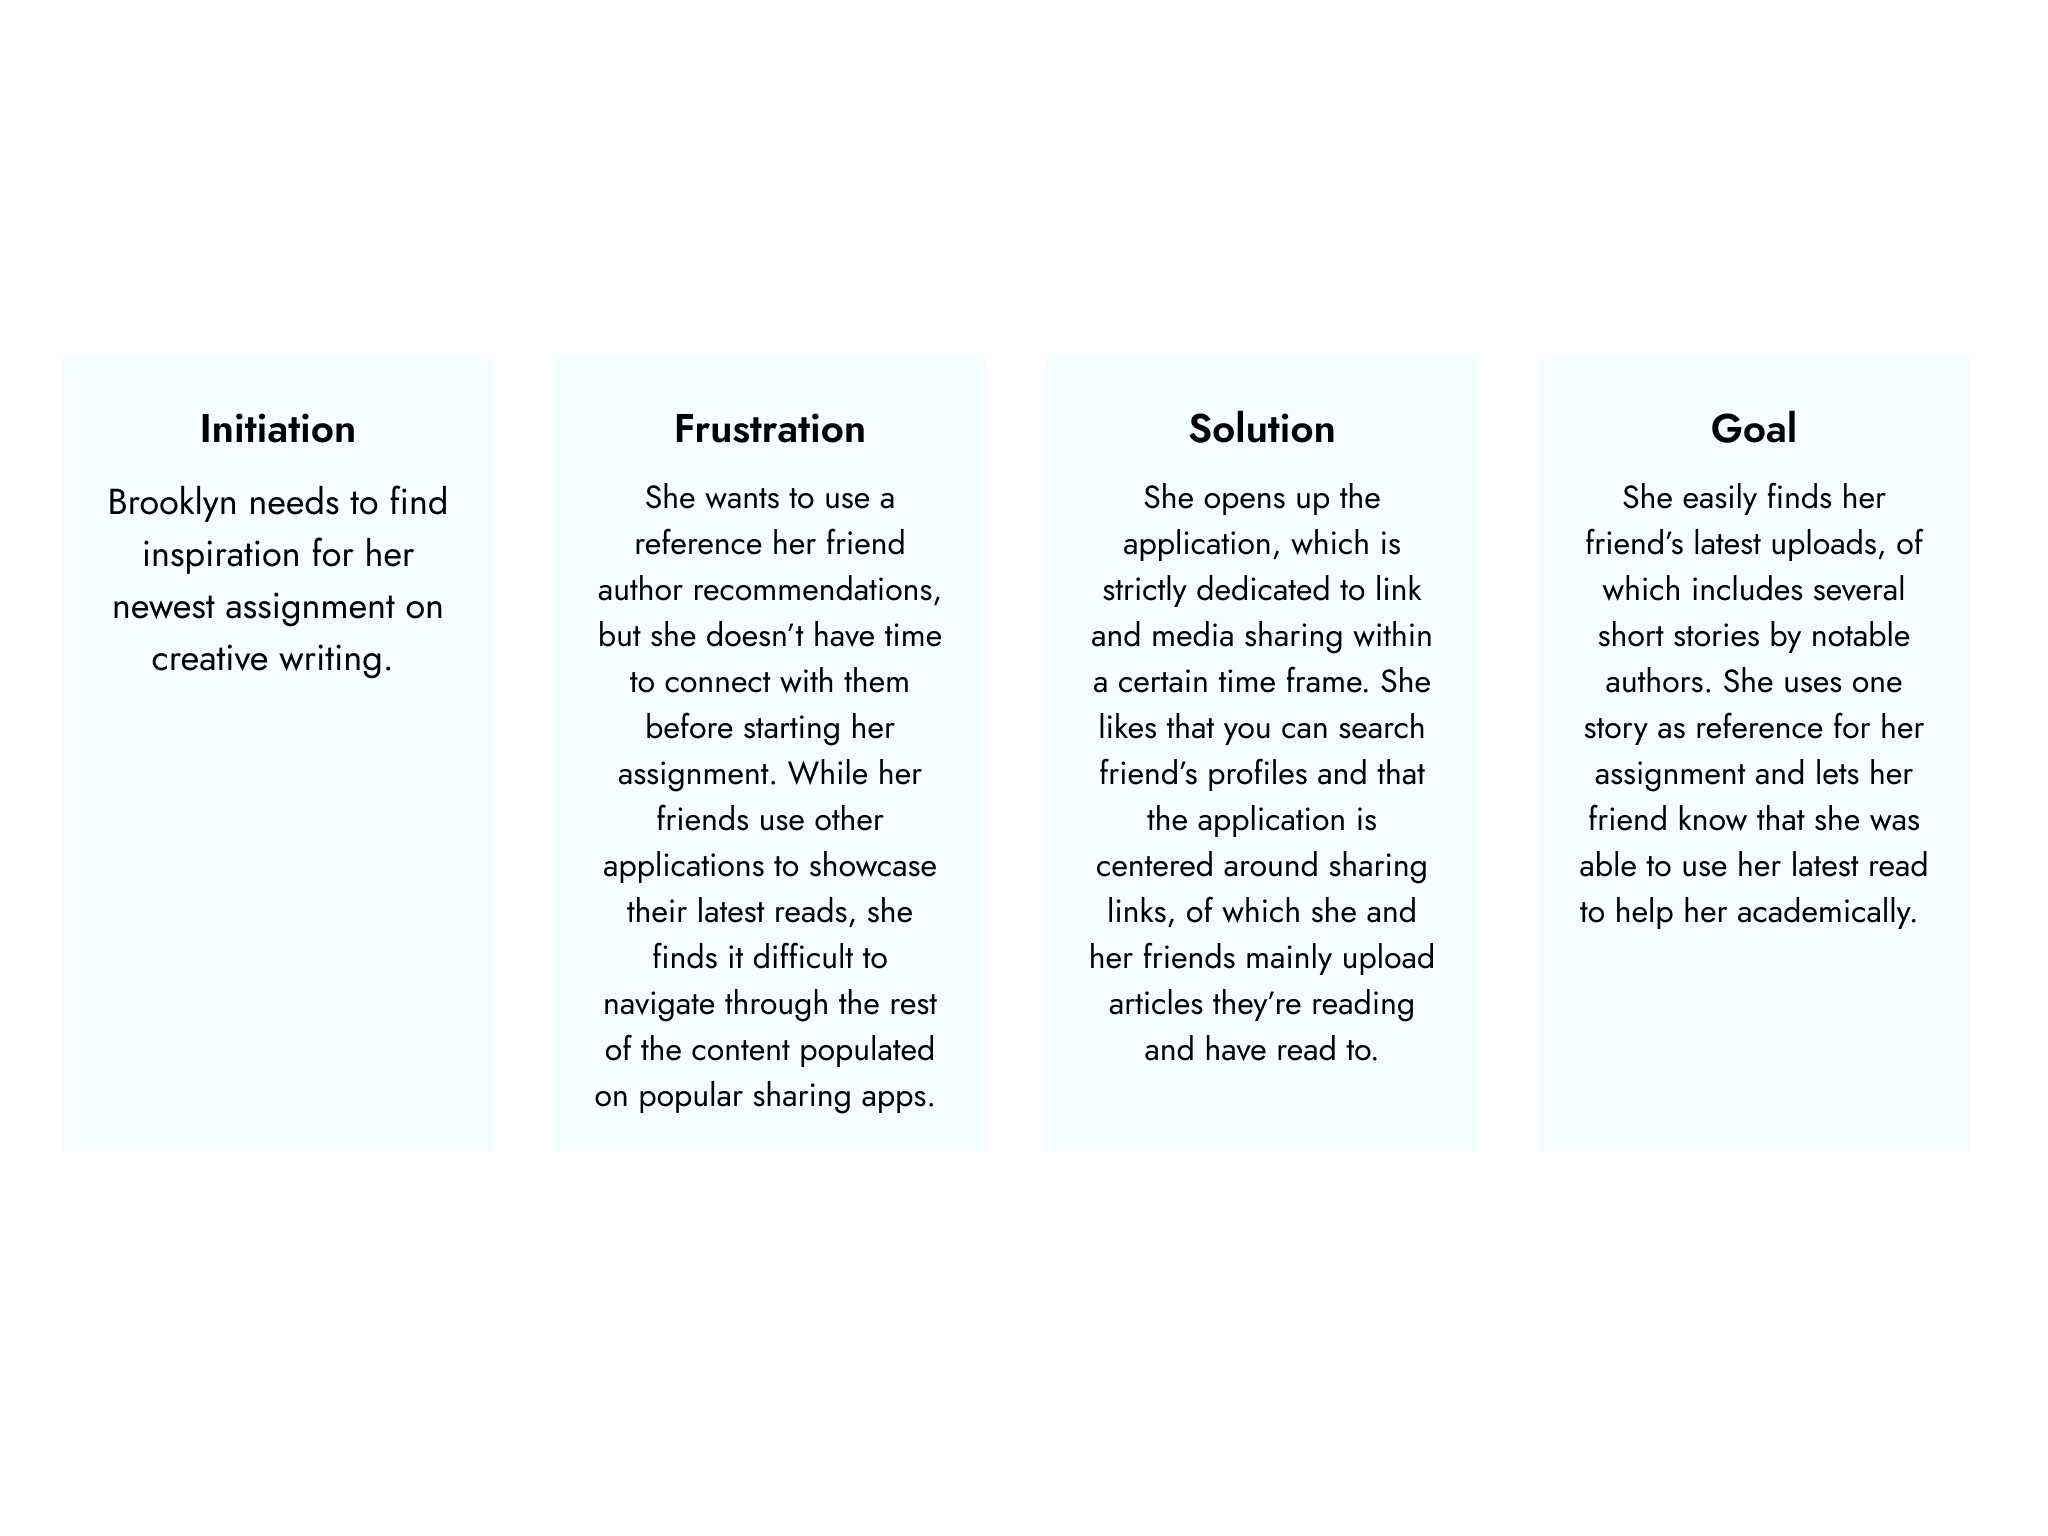 Initiation
Brooklyn needs to find
inspiration for her
newest assignment on
creative writing.
Frustration
She wants to use a
reference her friend
author recommendations,
but she doesn’t have time
to connect with them
before starting her
assignment. While her
friends use other
applications to showcase
their latest reads, she
finds it difficult to
navigate through the rest
of the content populated
on popular sharing apps.
Solution
She opens up the
application, which is
strictly dedicated to link
and media sharing within
a certain time frame. She
likes that you can search
friend’s profiles and that
the application is
centered around sharing
links, of which she and
her friends mainly upload
articles they’re reading
and have read to.
Goal
She easily finds her
friend’s latest uploads, of
which includes several
short stories by notable
authors. She uses one
story as reference for her
assignment and lets her
friend know that she was
able to use her latest read
to help her academically.